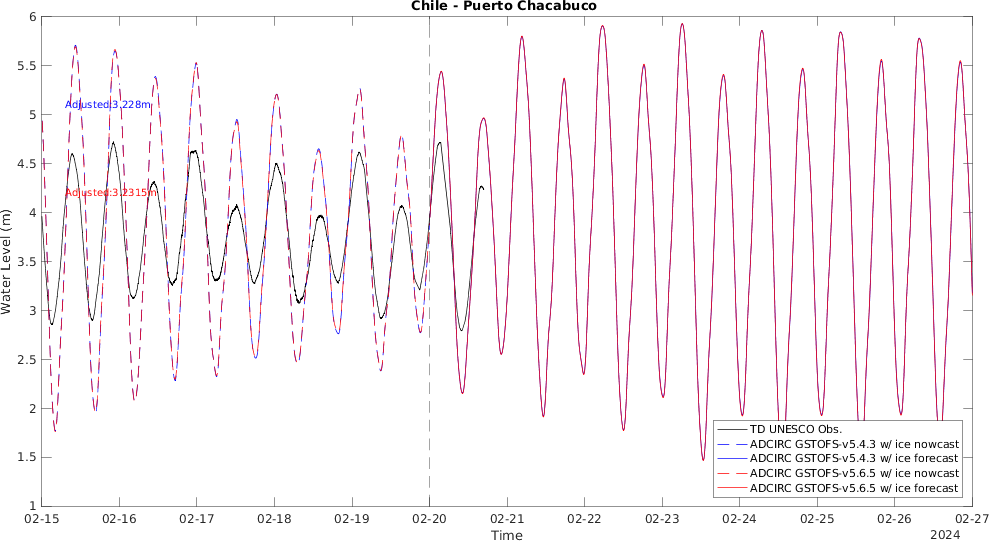 Chile - Puerto Chacabuco
6
5.5
5
4.5
4
3.5
3
2.5
2
1.5
1
Water Level (m)
Adjusted:3.228m
Adjusted:3.2315m
TD UNESCO Obs.
ADCIRC GSTOFS-v5.4.3 w/ ice nowcast
ADCIRC GSTOFS-v5.4.3 w/ ice forecast
ADCIRC GSTOFS-v5.6.5 w/ ice nowcast
ADCIRC GSTOFS-v5.6.5 w/ ice forecast
02-15 02-16 02-17 02-18 02-19 02-20 02-21 02-22 02-23 02-24 02-25 02-26 02-27
Time
2024